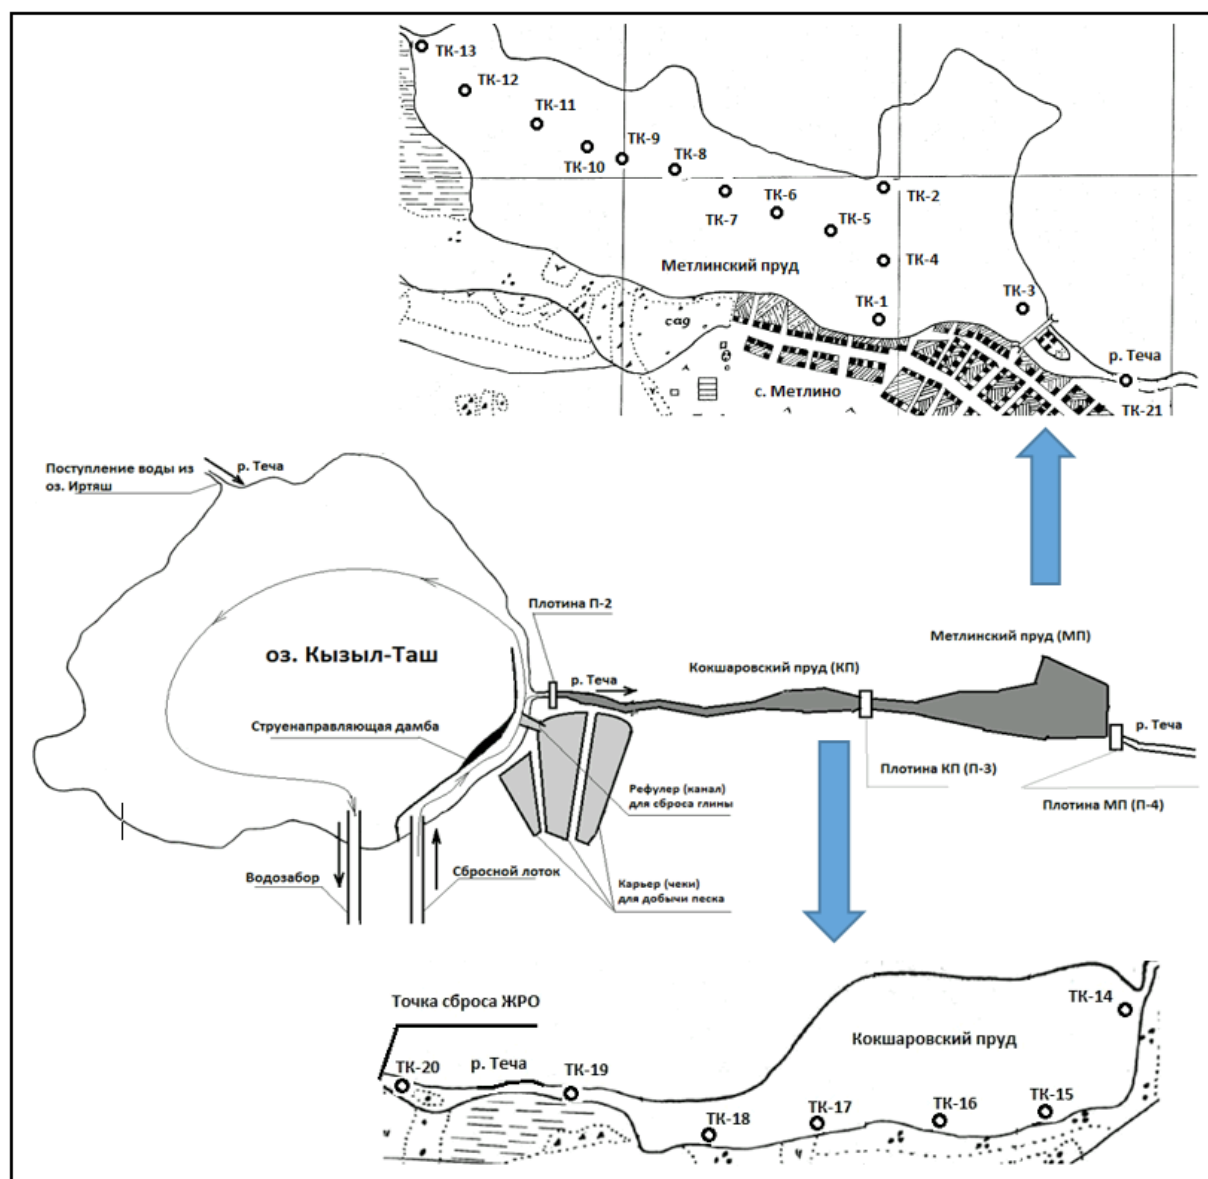 ТК-13
ТК-12
ТК-11
ТК-9
ТК-10
ТК-8
ТК-6
ТК-2
ТК-7
ТК-5
Метлинский пруд
ТК-4
ТК-3
ТК-1
сад
р. Теча
с. Метлино
ТК-21
Поступление воды из
оз. Иртяш
р. Теча
Плотина П-2
оз. Кызыл-Таш
Струенаправляющая дамба
р. Теча
Кокшаровский пруд (КП)
Метлинский пруд (МП)
р. Теча
Плотина КП (П-3)
Плотина МП (П-4)
Рефулер (канал)
для сброса глины
Водозабор
Сбросной лоток
Карьер (чеки)
для добычи песка
Точка сброса ЖРО
ТК-14
Кокшаровский пруд
ТК-20
р. Теча
ТК-19
ТК-18
ТК-17
ТК-16
ТК-15